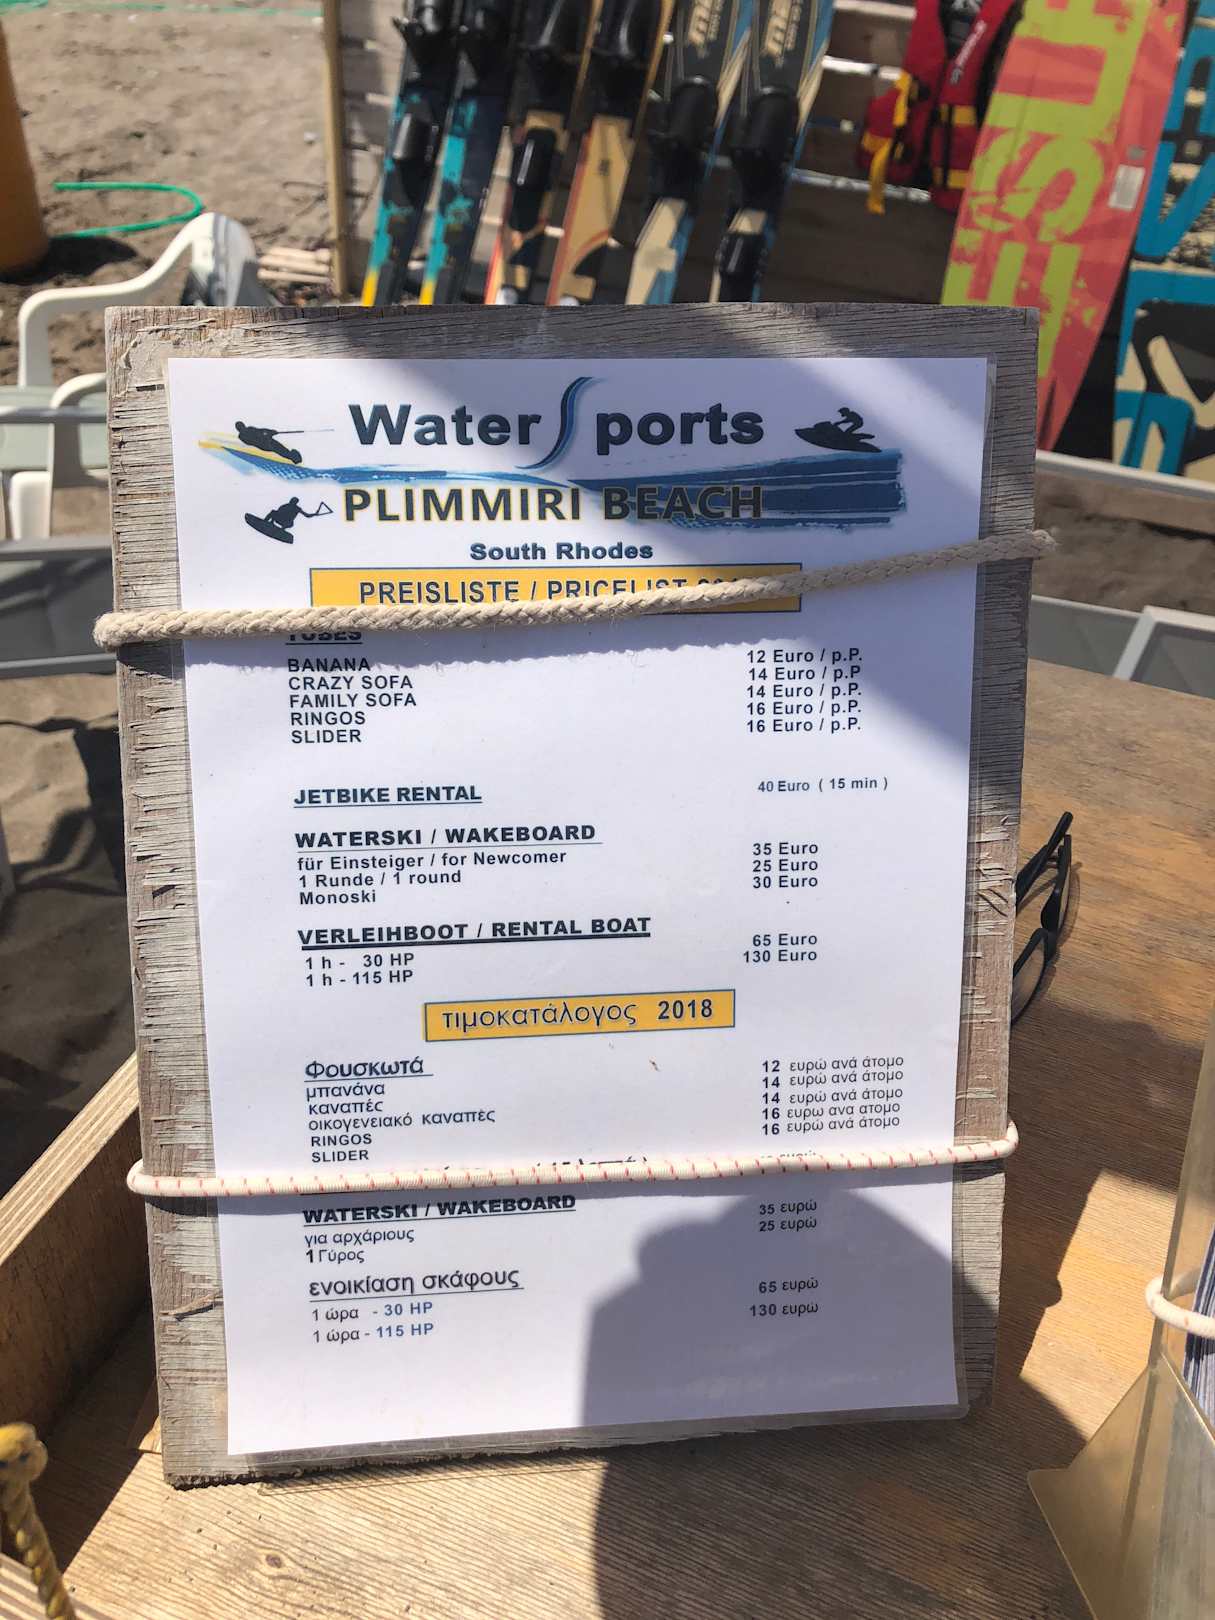 Water Sports
PLIMMIRI BEACH
South Rhodes
PREISLISTE / PRICELIST
TUBES
BANANA 12 Euro / p.P.
CRAZY SOFA 14 Euro / p.P
FAMILY SOFA 14 Euro / p.P.
RINGOS 16 Euro / p.P.
SLIDER 16 Euro / p.P.
JETBIKE RENTAL 40 Euro ( 15 min )
WATERSKI / WAKEBOARD
für Einsteiger / for Newcomer 35 Euro
1 Runde / 1 round 25 Euro
Monoski 30 Euro
VERLEIHBOOT / RENTAL BOAT
1 h - 30 HP 65 Euro
1 h - 115 HP 130 Euro
τιμοκατάλογος 2018
Φουσκωτά
μπανάνα 12 ευρώ ανά άτομο
καναπές 14 ευρώ ανά άτομο
οικογενειακό καναπές 14 ευρώ ανά άτομο
RINGOS 16 ευρω ανα ατομο
SLIDER 16 ευρώ ανά άτομο
WATERSKI / WAKEBOARD
για αρχάριους 35 ευρώ
1 Γύρος 25 ευρώ
ενοικίαση σκάφους
1 ώρα - 30 HP 65 ευρώ
1 ώρα - 115 HP 130 ευρώ